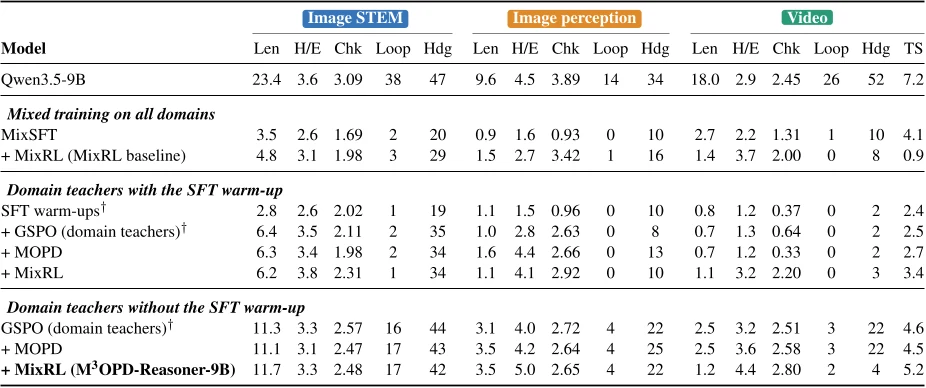 Image STEM Image perception Video
Model Len H/E Chk Loop Hdg Len H/E Chk Loop Hdg Len H/E Chk Loop Hdg TS
Qwen3.5-9B 23.4 3.6 3.09 38 47 9.6 4.5 3.89 14 34 18.0 2.9 2.45 26 52 7.2
Mixed training on all domains
MixSFT 3.5 2.6 1.69 2 20 0.9 1.6 0.93 0 10 2.7 2.2 1.31 1 10 4.1
+ MixRL (MixRL baseline) 4.8 3.1 1.98 3 29 1.5 2.7 3.42 1 16 1.4 3.7 2.00 0 8 0.9
Domain teachers with the SFT warm-up
SFT warm-ups† 2.8 2.6 2.02 1 19 1.1 1.5 0.96 0 10 0.8 1.2 0.37 0 2 2.4
+ GSPO (domain teachers)† 6.4 3.5 2.11 2 35 1.0 2.8 2.63 0 8 0.7 1.3 0.64 0 2 2.5
+ MOPD 6.3 3.4 1.98 2 34 1.6 4.4 2.66 0 13 0.7 1.2 0.33 0 2 2.7
+ MixRL 6.2 3.8 2.31 1 34 1.1 4.1 2.92 0 10 1.1 3.2 2.20 0 3 3.4
Domain teachers without the SFT warm-up
GSPO (domain teachers)† 11.3 3.3 2.57 16 44 3.1 4.0 2.72 4 22 2.5 3.2 2.51 3 22 4.6
+ MOPD 11.1 3.1 2.47 17 43 3.5 4.2 2.64 4 25 2.5 3.6 2.58 3 22 4.5
+ MixRL (M³OPD-Reasoner-9B) 11.7 3.3 2.48 17 42 3.5 5.0 2.65 4 22 1.2 4.4 2.80 2 4 5.2